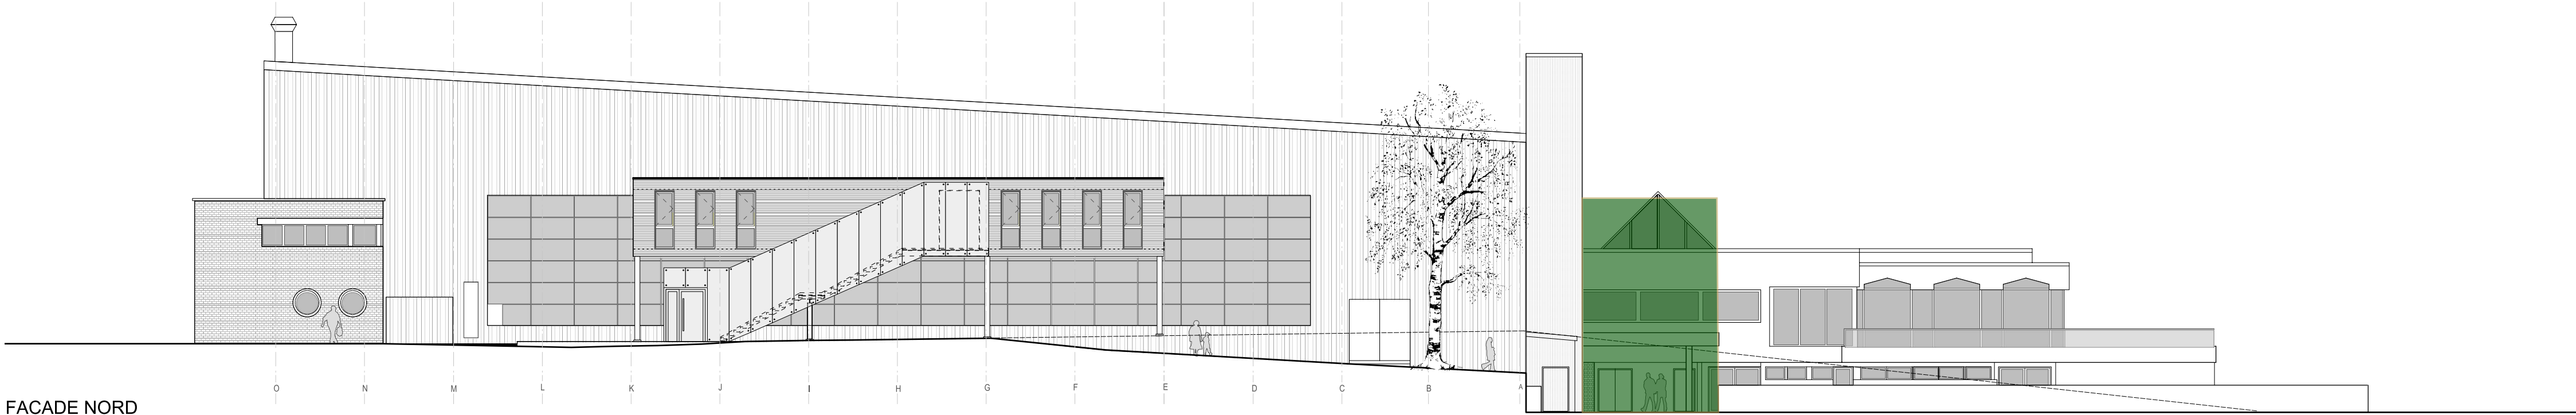 O N M L K J I H G F E D C B A
FACADE NORD